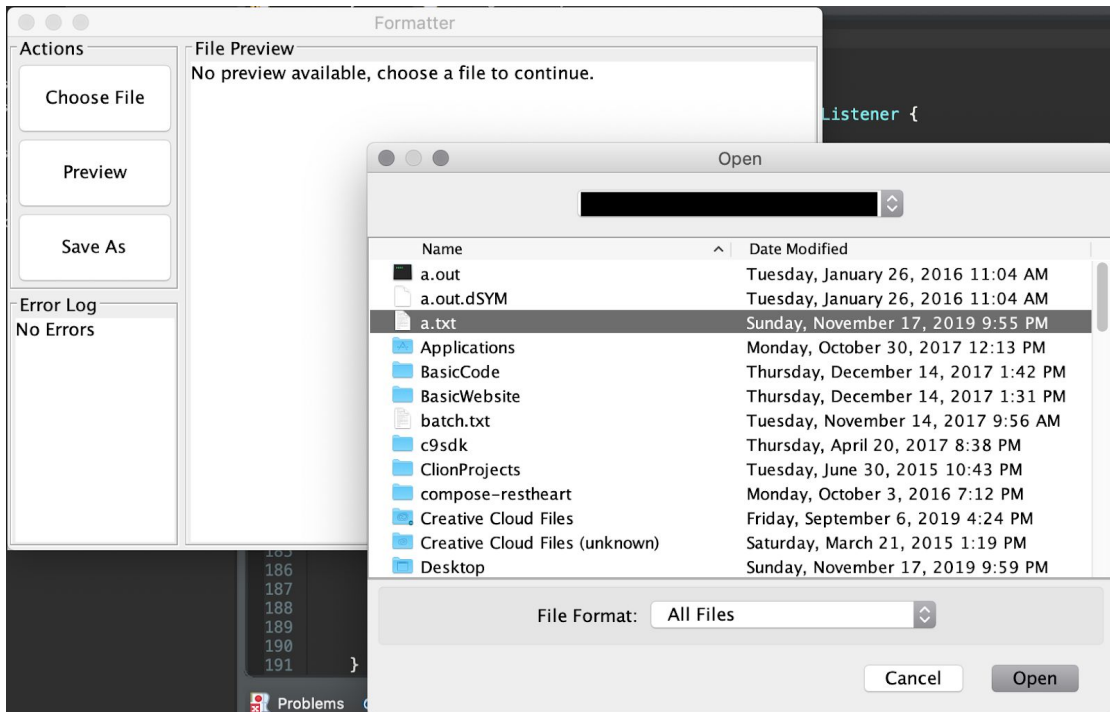 Formatter
Actions
Choose File
Preview
Save As
Error Log
No Errors
File Preview
No preview available, choose a file to continue.
Listener {
Open
Name Date Modified
a.out Tuesday, January 26, 2016 11:04 AM
a.out.dSYM Tuesday, January 26, 2016 11:04 AM
a.txt Sunday, November 17, 2019 9:55 PM
Applications Monday, October 30, 2017 12:13 PM
BasicCode Thursday, December 14, 2017 1:42 PM
BasicWebsite Thursday, December 14, 2017 1:31 PM
batch.txt Tuesday, November 14, 2017 9:56 AM
c9sdk Thursday, April 20, 2017 8:38 PM
ClionProjects Tuesday, June 30, 2015 10:43 PM
compose-restheart Monday, October 3, 2016 7:12 PM
Creative Cloud Files Friday, September 6, 2019 4:24 PM
Creative Cloud Files (unknown) Saturday, March 21, 2015 1:19 PM
Desktop Sunday, November 17, 2019 9:59 PM
File Format: All Files
Cancel Open
186
187
188
189
190
191 }
Problems